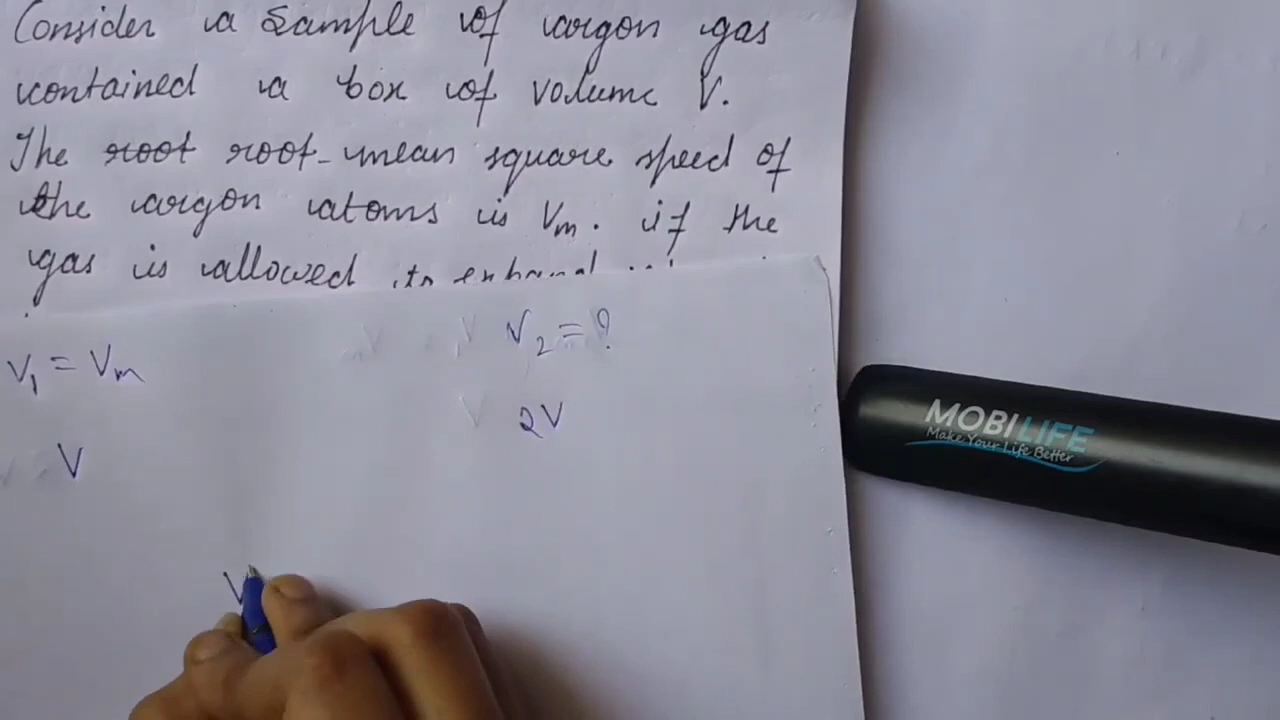 Consider a sample of argon gas
contained a box of volume V.
The root root-mean square speed of
the argon atoms is Vm. if the
gas is allowed to
V1 = Vm
V2 = ?
V
2V
V
MOBILIFE
Make Your Life Better